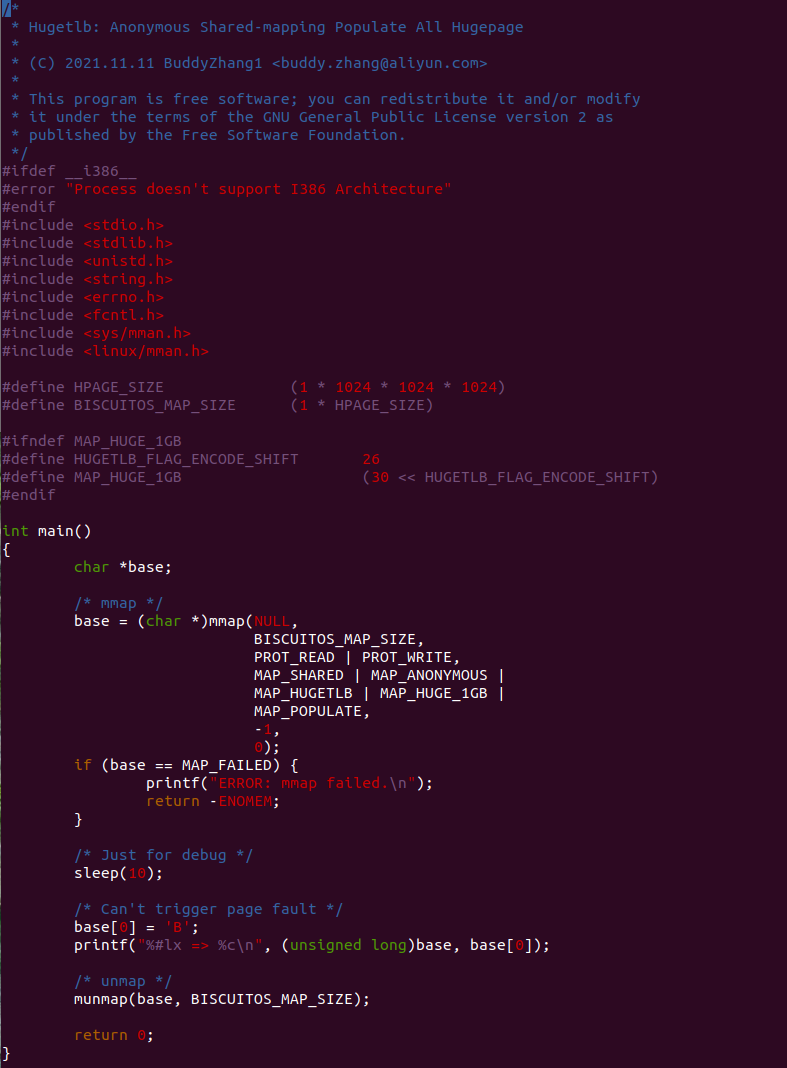 /*
 * Hugetlb: Anonymous Shared-mapping Populate All Hugepage
 *
 * (C) 2021.11.11 BuddyZhang1 <buddy.zhang@aliyun.com>
 *
 * This program is free software; you can redistribute it and/or modify
 * it under the terms of the GNU General Public License version 2 as
 * published by the Free Software Foundation.
 */
#ifdef __i386__
#error "Process doesn't support I386 Architecture"
#endif
#include <stdio.h>
#include <stdlib.h>
#include <unistd.h>
#include <string.h>
#include <errno.h>
#include <fcntl.h>
#include <sys/mman.h>
#include <linux/mman.h>

#define HPAGE_SIZE              (1 * 1024 * 1024 * 1024)
#define BISCUITOS_MAP_SIZE      (1 * HPAGE_SIZE)

#ifndef MAP_HUGE_1GB
#define HUGETLB_FLAG_ENCODE_SHIFT       26
#define MAP_HUGE_1GB                    (30 << HUGETLB_FLAG_ENCODE_SHIFT)
#endif

int main()
{
        char *base;

        /* mmap */
        base = (char *)mmap(NULL,
                            BISCUITOS_MAP_SIZE,
                            PROT_READ | PROT_WRITE,
                            MAP_SHARED | MAP_ANONYMOUS |
                            MAP_HUGETLB | MAP_HUGE_1GB |
                            MAP_POPULATE,
                            -1,
                            0);
        if (base == MAP_FAILED) {
                printf("ERROR: mmap failed.\n");
                return -ENOMEM;
        }

        /* Just for debug */
        sleep(10);

        /* Can't trigger page fault */
        base[0] = 'B';
        printf("%#lx => %c\n", (unsigned long)base, base[0]);

        /* unmap */
        munmap(base, BISCUITOS_MAP_SIZE);

        return 0;
}